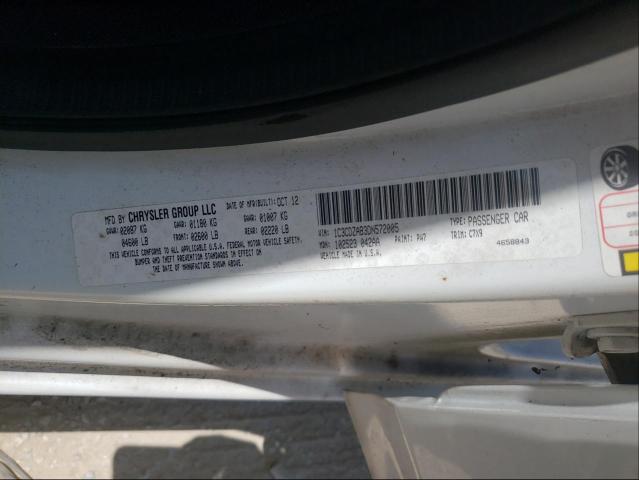 MFD BY CHRYSLER GROUP LLC DATE OF MFR(BUILT): OCT 12
GVWR: 02087 KG GAWR FRONT: 01180 KG GAWR REAR: 01007 KG
04600 LB 02600 LB 02220 LB
THIS VEHICLE CONFORMS TO ALL APPLICABLE U.S.A. FEDERAL MOTOR VEHICLE SAFETY,
BUMPER AND THEFT PREVENTION STANDARDS IN EFFECT ON
THE DATE OF MANUFACTURE SHOWN ABOVE.
VIN: 1C3CDZAB3DN572005 TYPE: PASSENGER CAR
MDH: 102523 042AA PAINT: PW7 TRIM: C7X9
VEHICLE MADE IN U.S.A. 4658843